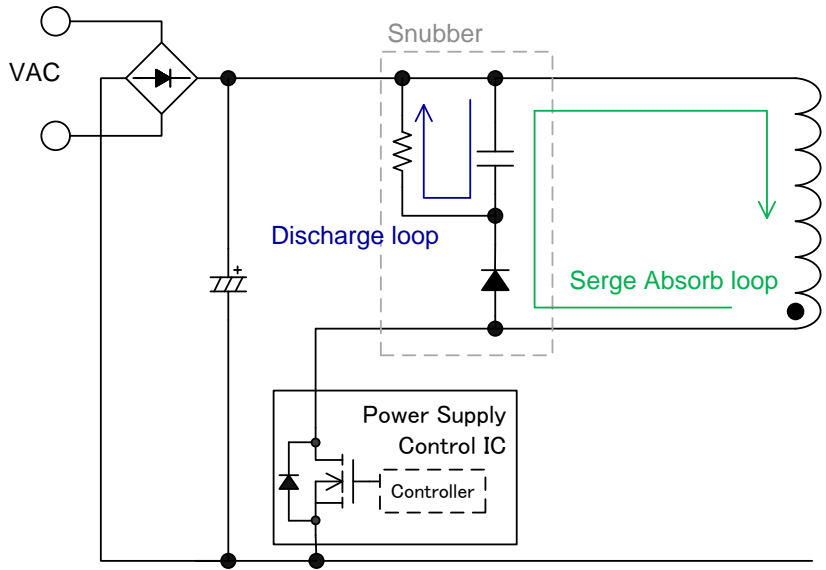 Snubber
VAC
Discharge loop
Serge Absorb loop
+
Power Supply
Control IC
Controller